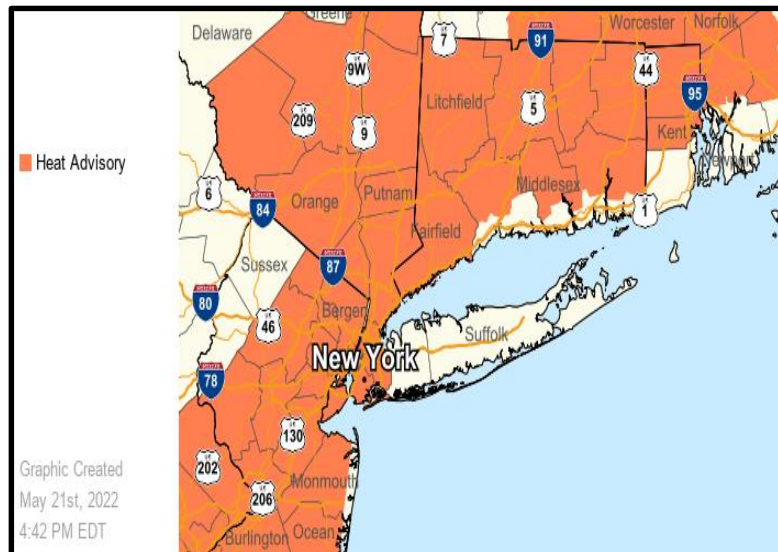 Greene
Delaware
7
91
Worcester
Norfolk
9W
44
Litchfield
95
5
209
9
Kent
Newport
Heat Advisory
6
Putnam
Middlesex
Orange
84
1
Fairfield
Sussex
87
80
Bergen
46
Suffolk
New York
78
130
202
Graphic Created
Monmouth
206
May 21st, 2022
4:42 PM EDT
Ocean
Burlington